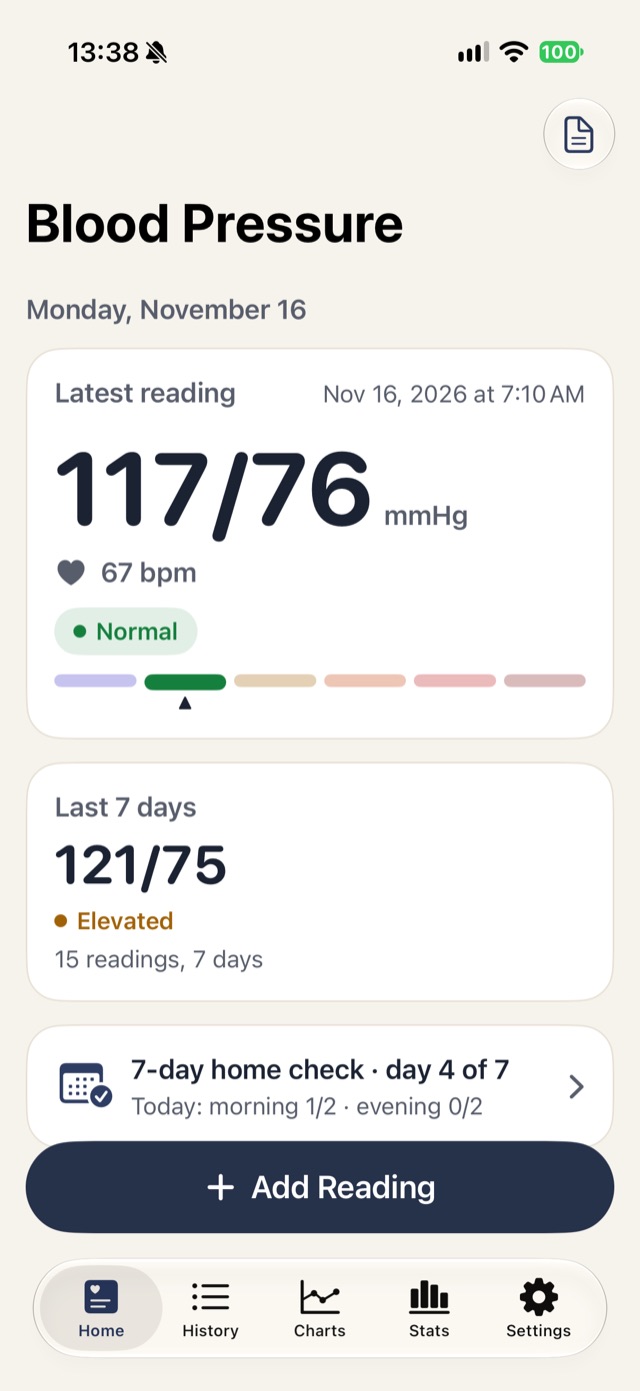 13:38
100
Blood Pressure
Monday, November 16
Latest reading Nov 16, 2026 at 7:10 AM
117/76 mmHg
67 bpm
Normal
Last 7 days
121/75
Elevated
15 readings, 7 days
7-day home check · day 4 of 7
Today: morning 1/2 · evening 0/2
+ Add Reading
Home History Charts Stats Settings